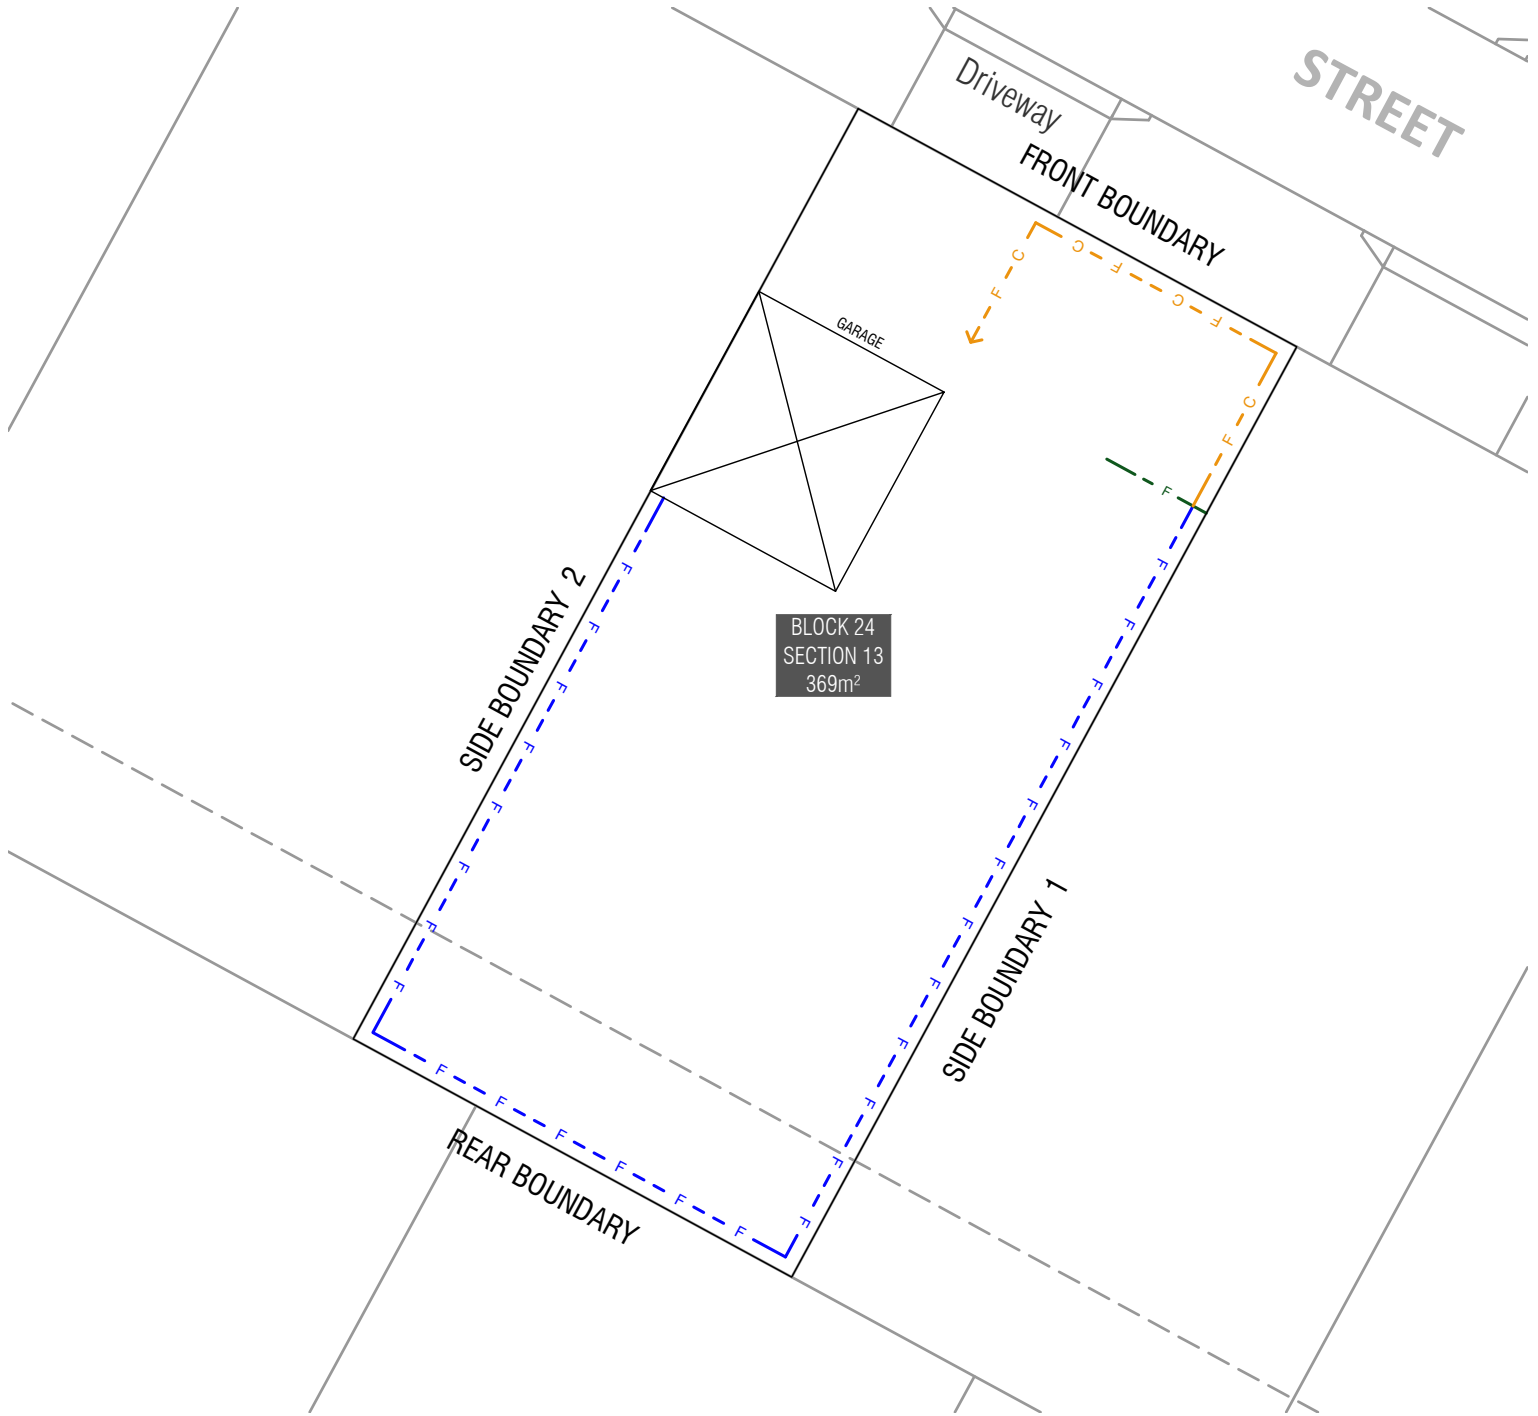 STREET
Driveway
FRONT BOUNDARY
C F C F C C F
GARAGE
F C
F
BLOCK 24
SECTION 13
369m²
SIDE BOUNDARY 2
F F F F F F F F
SIDE BOUNDARY 1
F F F F F F F F F F F F
F F F F F F
REAR BOUNDARY